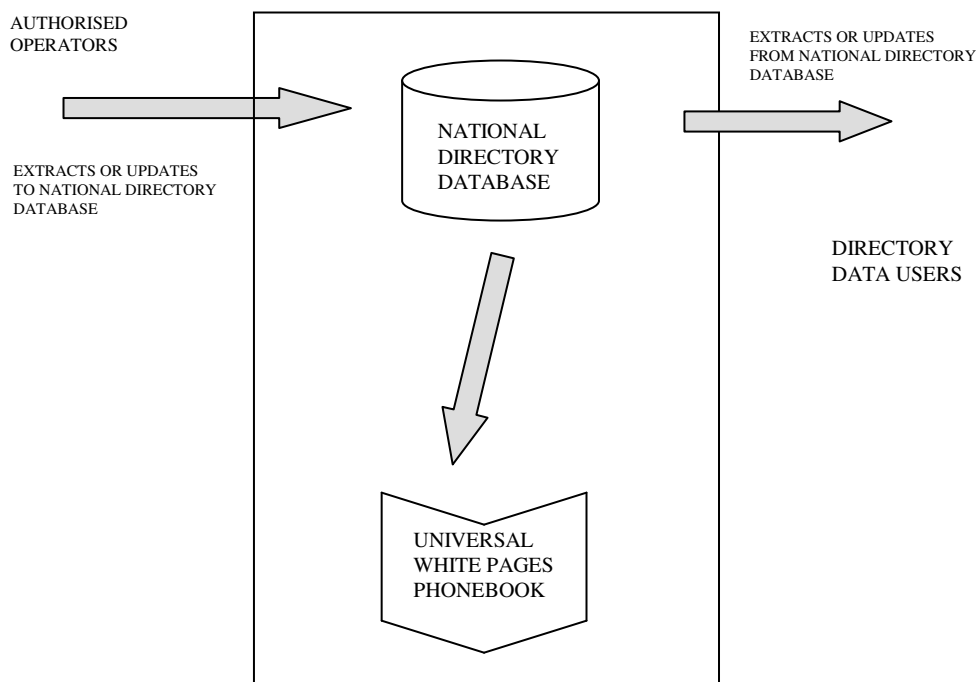 AUTHORISED
OPERATORS
EXTRACTS OR UPDATES
TO NATIONAL DIRECTORY
DATABASE
NATIONAL
DIRECTORY
DATABASE
EXTRACTS OR UPDATES
FROM NATIONAL DIRECTORY
DATABASE
DIRECTORY
DATA USERS
UNIVERSAL
WHITE PAGES
PHONEBOOK